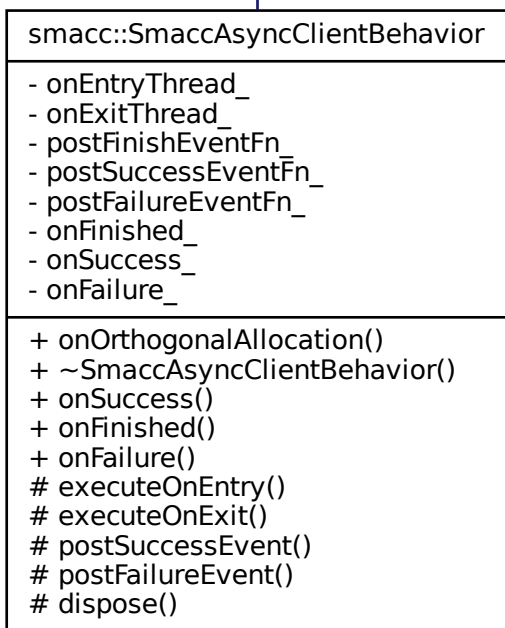 smacc::SmaccAsyncClientBehavior
- onEntryThread_
- onExitThread_
- postFinishEventFn_
- postSuccessEventFn_
- postFailureEventFn_
- onFinished_
- onSuccess_
- onFailure_
+ onOrthogonalAllocation()
+ ~SmaccAsyncClientBehavior()
+ onSuccess()
+ onFinished()
+ onFailure()
# executeOnEntry()
# executeOnExit()
# postSuccessEvent()
# postFailureEvent()
# dispose()